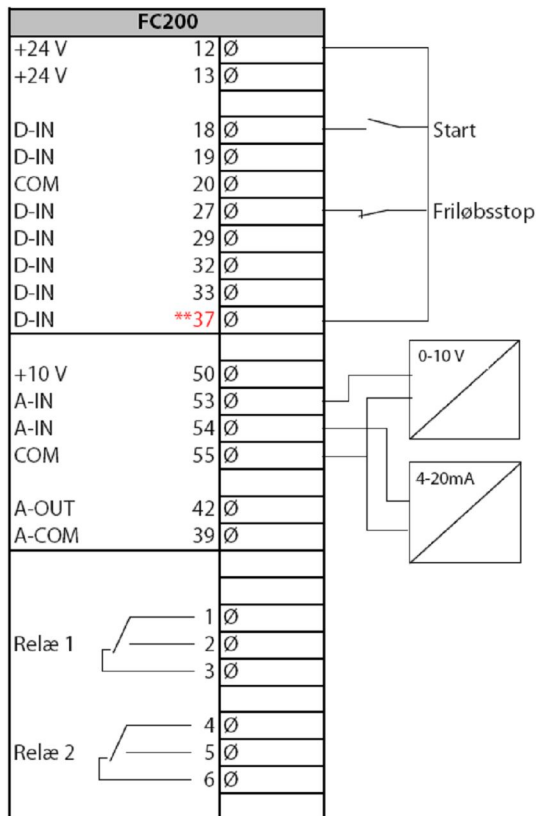 FC200
+24 V 12 Ø
+24 V 13 Ø
D-IN 18 Ø Start
D-IN 19 Ø
COM 20 Ø
D-IN 27 Ø Friløbsstop
D-IN 29 Ø
D-IN 32 Ø
D-IN 33 Ø
D-IN **37 Ø
0-10 V
+10 V 50 Ø
A-IN 53 Ø
A-IN 54 Ø
COM 55 Ø
4-20mA
A-OUT 42 Ø
A-COM 39 Ø
1 Ø
Relæ 1 2 Ø
3 Ø
4 Ø
Relæ 2 5 Ø
6 Ø